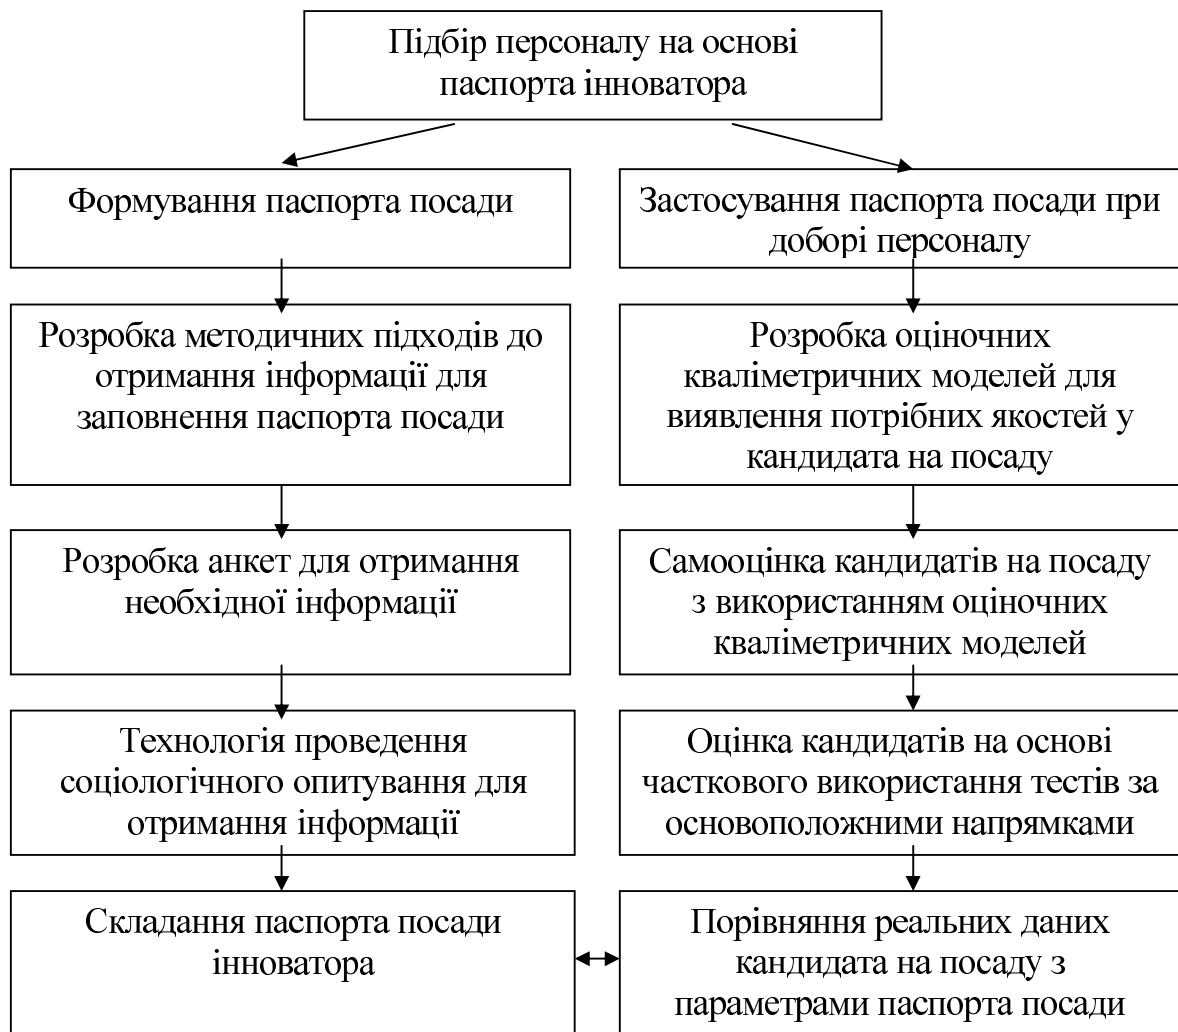 Підбір персоналу на основі
паспорта інноватора
Формування паспорта посади
Застосування паспорта посади при
доборі персоналу
Розробка методичних підходів до
отримання інформації для
заповнення паспорта посади
Розробка оціночних
кваліметричних моделей для
виявлення потрібних якостей у
кандидата на посаду
Розробка анкет для отримання
необхідної інформації
Самооцінка кандидатів на посаду
з використанням оціночних
кваліметричних моделей
Технологія проведення
соціологічного опитування для
отримання інформації
Оцінка кандидатів на основі
часткового використання тестів за
основоположними напрямками
Складання паспорта посади
інноватора
Порівняння реальних даних
кандидата на посаду з
параметрами паспорта посади